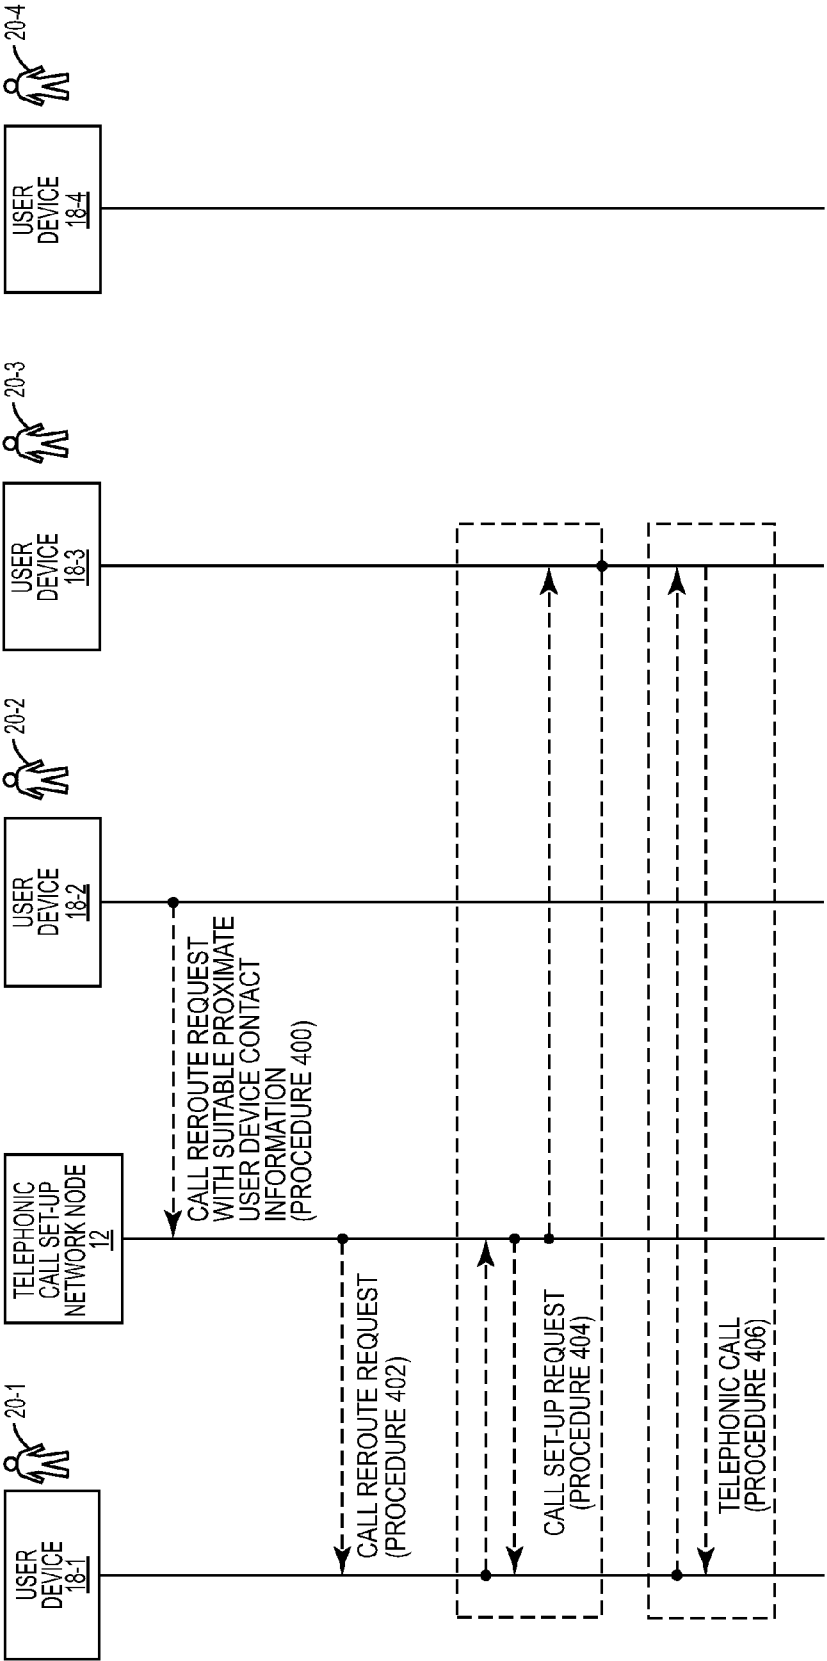 20-1
USER
DEVICE
18-1
TELEPHONIC
CALL SET-UP
NETWORK NODE
12
20-2
USER
DEVICE
18-2
20-3
USER
DEVICE
18-3
20-4
USER
DEVICE
18-4
CALL REROUTE REQUEST
WITH SUITABLE PROXIMATE
USER DEVICE CONTACT
INFORMATION
(PROCEDURE 400)
CALL REROUTE REQUEST
(PROCEDURE 402)
CALL SET-UP REQUEST
(PROCEDURE 404)
TELEPHONIC CALL
(PROCEDURE 406)